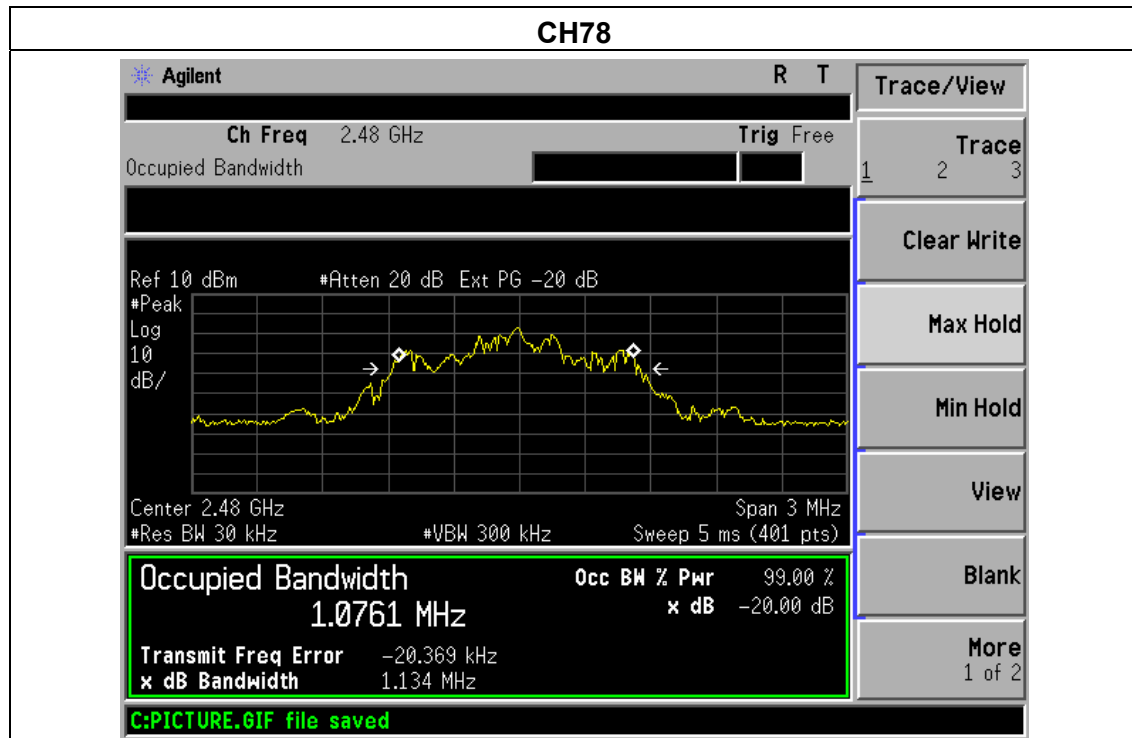 CH78
Agilent R T
Trace/View
Ch Freq 2.48 GHz Trig Free
Occupied Bandwidth
Trace
1 2 3
Clear Write
Ref 10 dBm #Atten 20 dB Ext PG -20 dB
#Peak
Log
10
dB/
Max Hold
Min Hold
View
Center 2.48 GHz Span 3 MHz
#Res BW 30 kHz #VBW 300 kHz Sweep 5 ms (401 pts)
Occupied Bandwidth Occ BW % Pwr 99.00 %
1.0761 MHz x dB -20.00 dB
Blank
Transmit Freq Error -20.369 kHz
x dB Bandwidth 1.134 MHz
More
1 of 2
C:PICTURE.GIF file saved